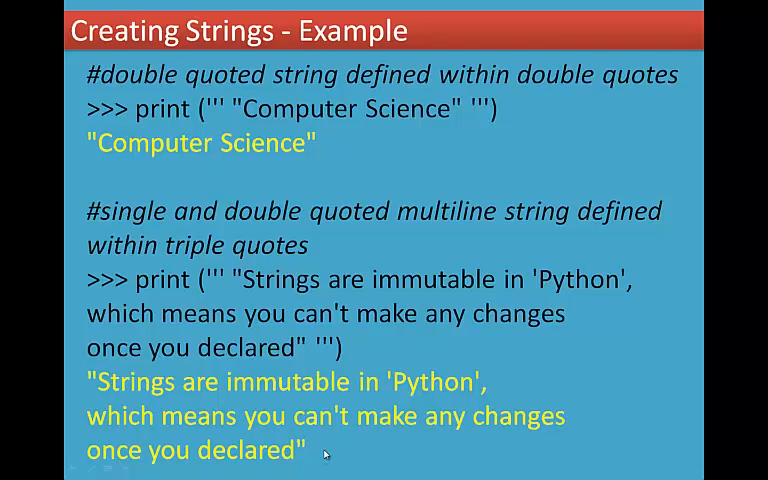 Creating Strings - Example
#double quoted string defined within double quotes
>>> print (''' "Computer Science" ''')
"Computer Science"
#single and double quoted multiline string defined
within triple quotes
>>> print (''' "Strings are immutable in 'Python',
which means you can't make any changes
once you declared" ''')
"Strings are immutable in 'Python',
which means you can't make any changes
once you declared"